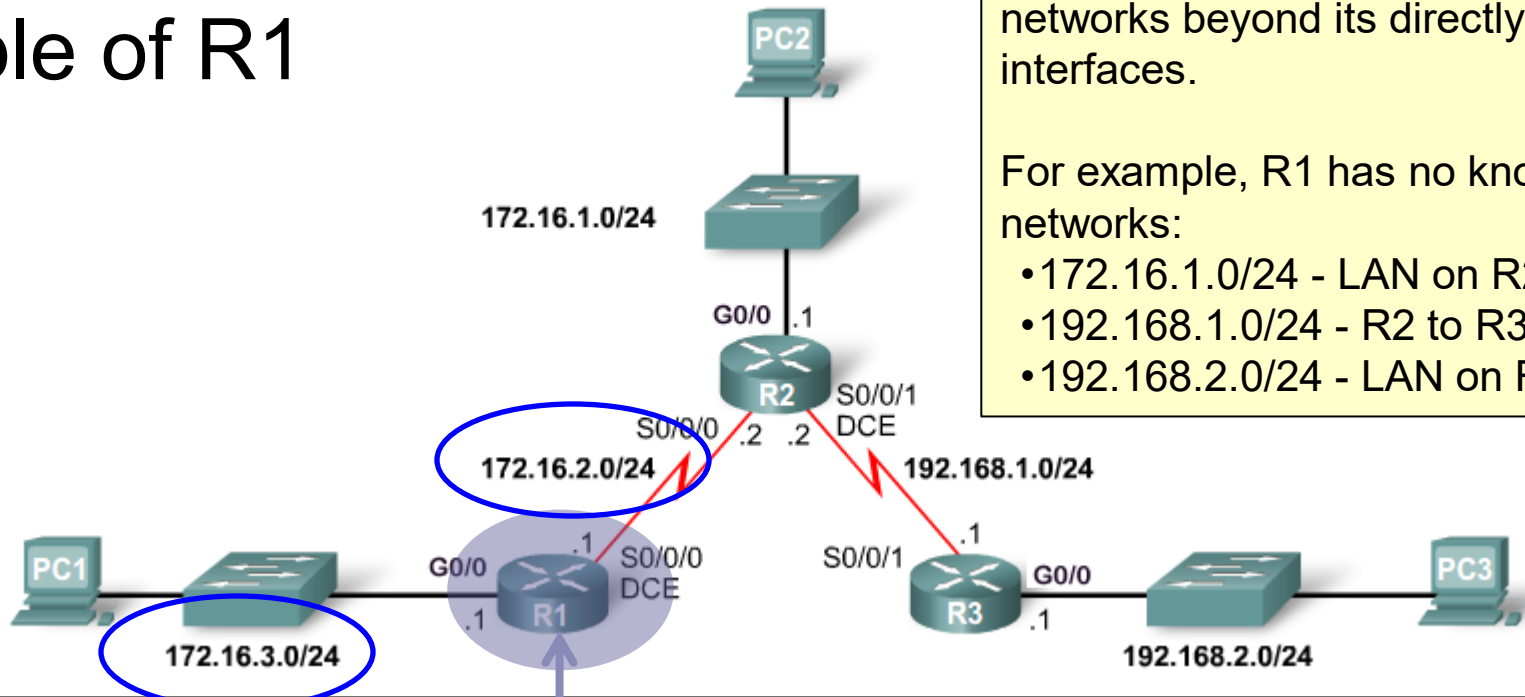 ole of R1
networks beyond its directly
interfaces.
For example, R1 has no kno
networks:
•172.16.1.0/24 - LAN on R2
•192.168.1.0/24 - R2 to R3
•192.168.2.0/24 - LAN on
PC2
172.16.1.0/24
G0/0 .1
R2
S0/0/1
DCE
S0/0/0 .2 .2
172.16.2.0/24
192.168.1.0/24
PC1
G0/0
.1
.1
S0/0/0
DCE
R1
172.16.3.0/24
S0/0/1
.1
G0/0
R3
.1
PC3
192.168.2.0/24